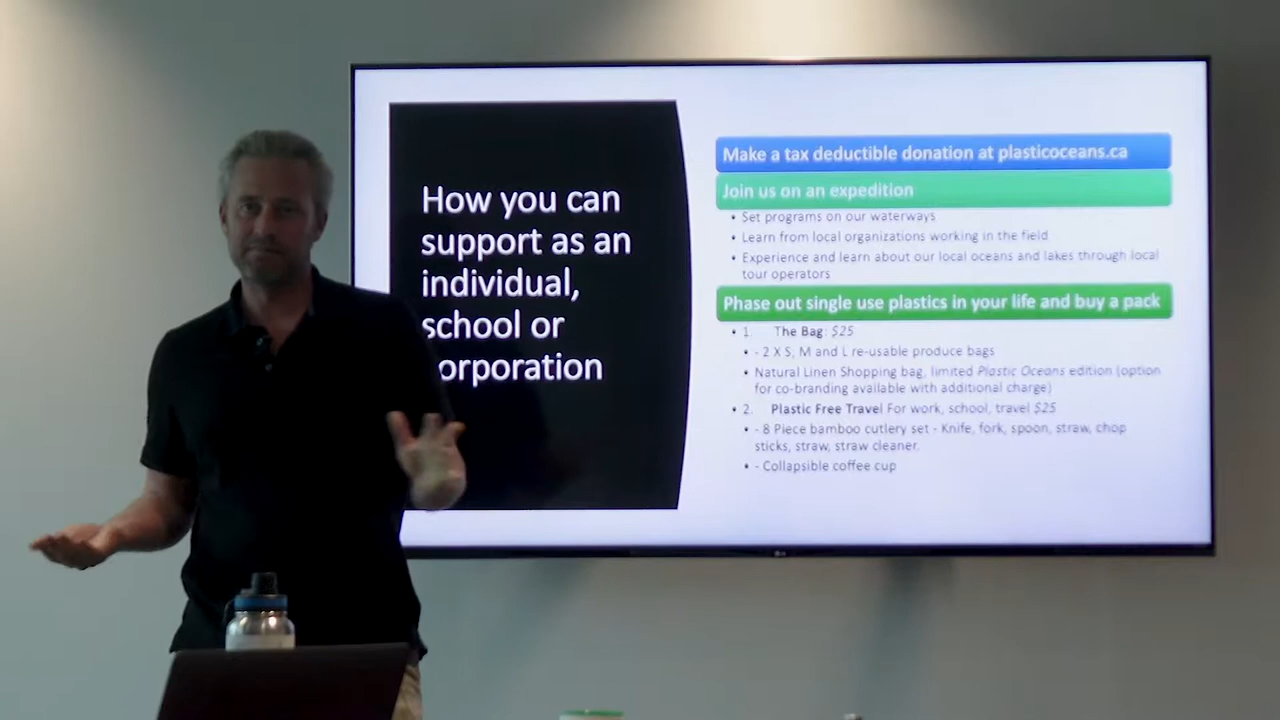 How you can
support as an
individual,
school or
corporation
Make a tax deductible donation at plasticoceans.ca
Join us on an expedition
• Set programs on our waterways
• Learn from local organizations working in the field
• Experience and learn about our local oceans and lakes through local
tour operators
Phase out single use plastics in your life and buy a pack
• 1. The Bag: $25
• - 2 X S, M and L re-usable produce bags
• Natural Linen Shopping bag, limited Plastic Oceans edition (option
for co-branding available with additional charge)
• 2. Plastic Free Travel For work, school, travel $25
• - 8 Piece bamboo cutlery set - Knife, fork, spoon, straw, chop
sticks, straw, straw cleaner.
• - Collapsible coffee cup
LG